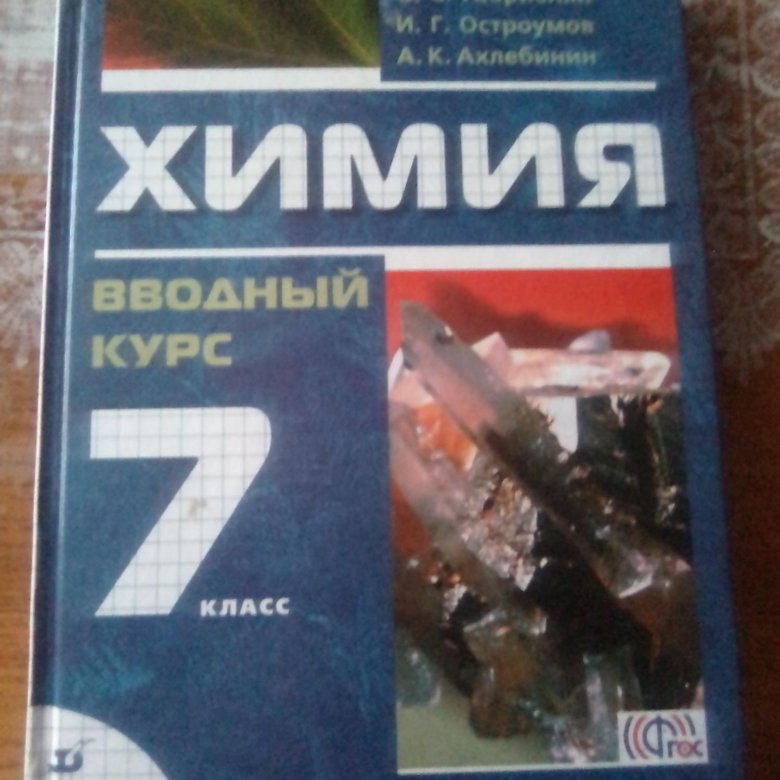 И. Г. Остроумов
А. К. Ахлебинин
ХИМИЯ
ВВОДНЫЙ
КУРС
7
КЛАСС
ФГОС